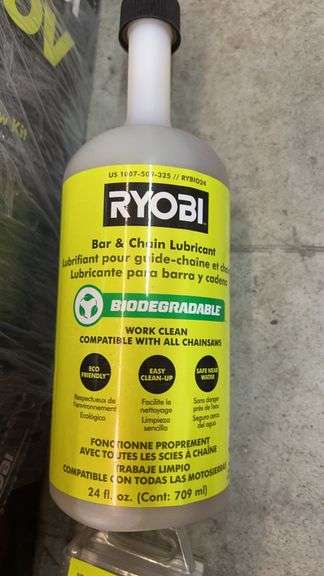 US 1007-507-325 // RYBIO24
RYOBI
Bar & Chain Lubricant
Lubrifiant pour guide-chaîne et
Lubricante para barra y cadena
BIODEGRADABLE
WORK CLEAN
COMPATIBLE WITH ALL CHAINSAWS
ECO FRIENDLY™
EASY CLEAN-UP
SAFE NEAR WATER
Respectueux de l'environnement
Ecológico
Facilite le nettoyage
Limpieza sencilla
Sans danger près de l'eau
Seguro cerca del agua
FONCTIONNE PROPREMENT
AVEC TOUTES LES SCIES À CHAÎNE
TRABAJE LIMPIO
COMPATIBLE CON TODAS LAS MOTOSIERRAS
24 fl. oz. (Cont: 709 ml)